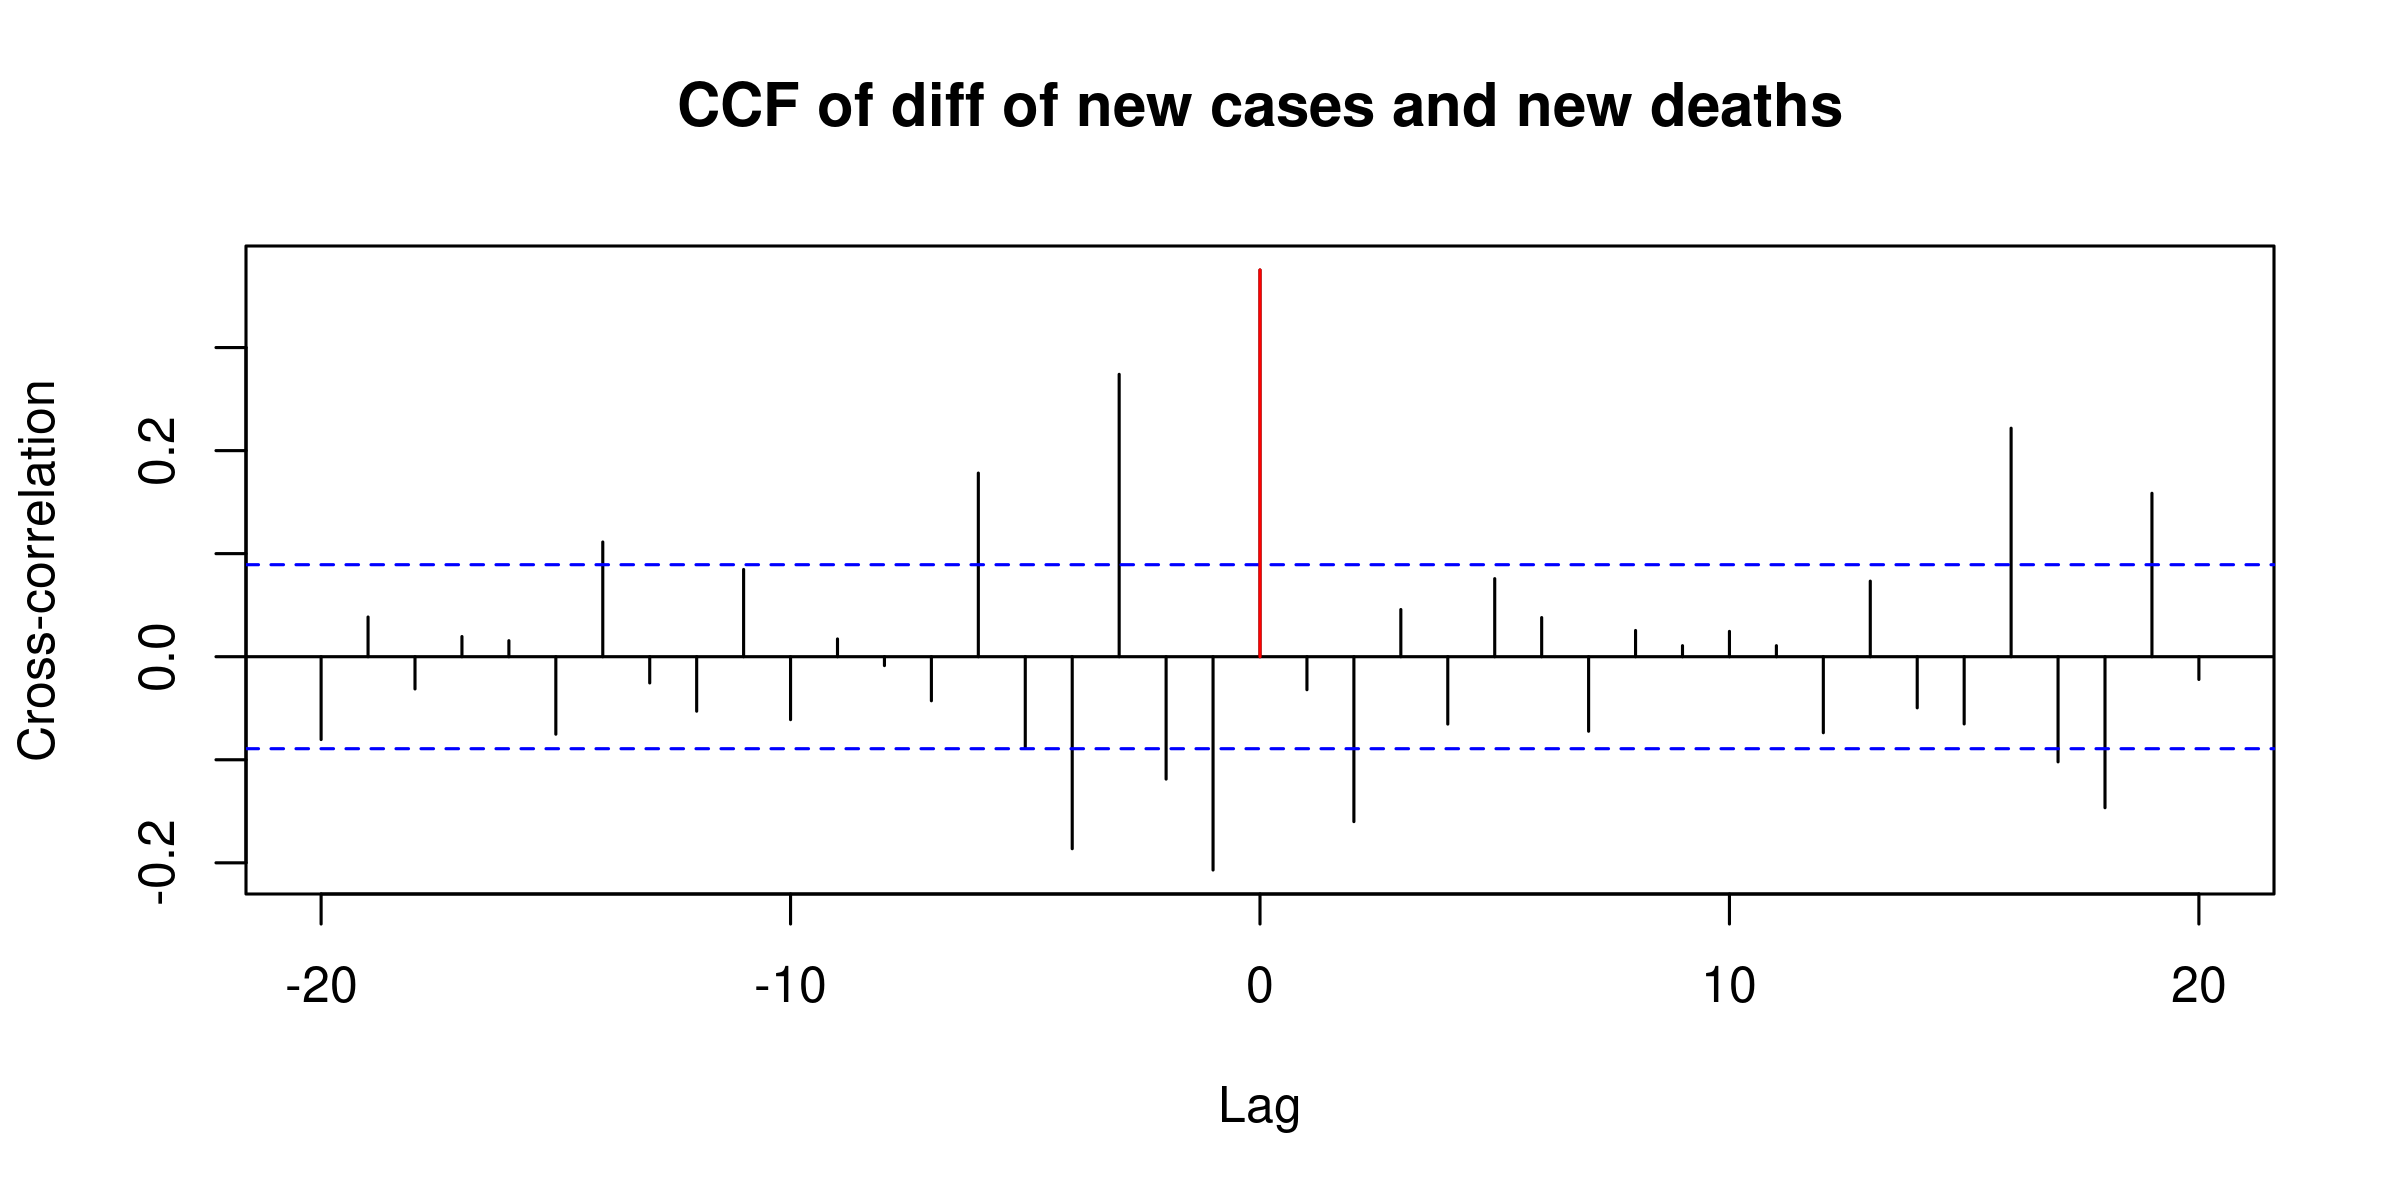 CCF of diff of new cases and new deaths
Cross-correlation
0.2
0.0
-0.2
-20 -10 0 10 20
Lag